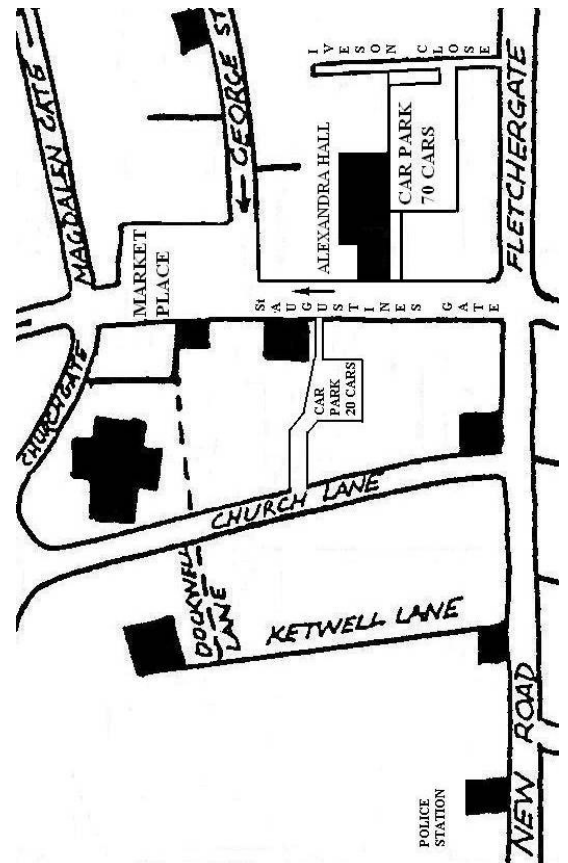 MAGDALEN GATE
GEORGE ST
IVESON CLOSE
ALEXANDRA HALL
CAR PARK
70 CARS
FLETCHERGATE
MARKET
PLACE
St AUGUSTINES GATE
CHURCHGATE
CAR
PARK
20 CARS
CHURCH LANE
DOCKWELL
LANE
KETWELL LANE
NEW ROAD
POLICE
STATION